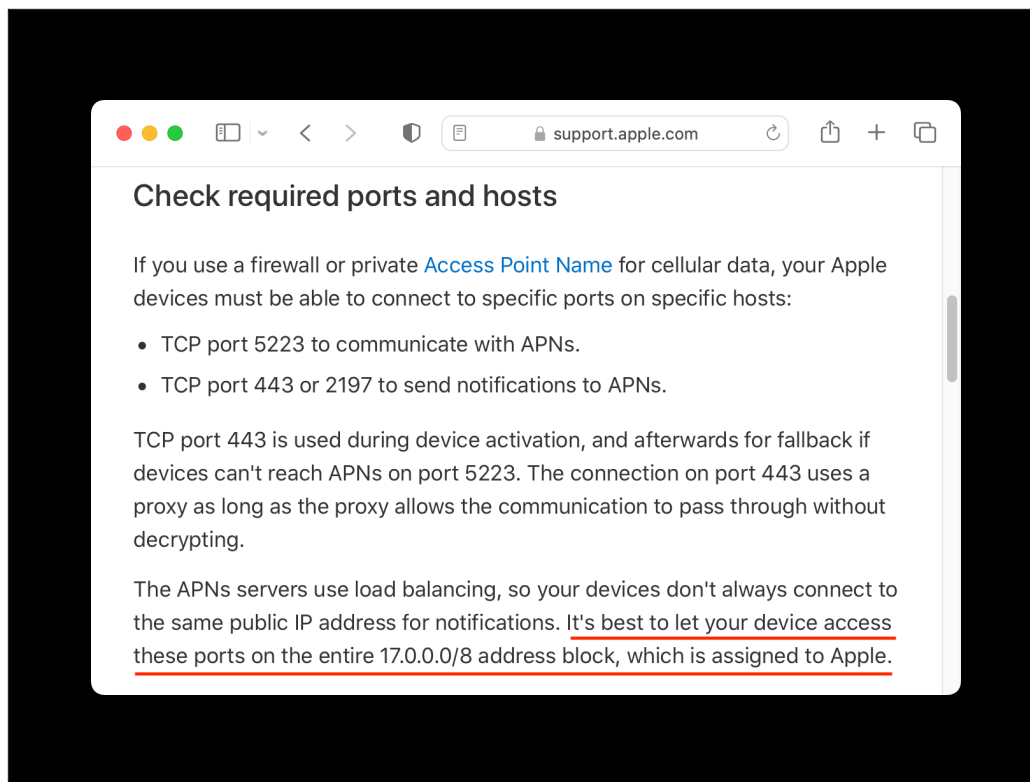 support.apple.com
Check required ports and hosts
If you use a firewall or private Access Point Name for cellular data, your Apple
devices must be able to connect to specific ports on specific hosts:
• TCP port 5223 to communicate with APNs.
• TCP port 443 or 2197 to send notifications to APNs.
TCP port 443 is used during device activation, and afterwards for fallback if
devices can't reach APNs on port 5223. The connection on port 443 uses a
proxy as long as the proxy allows the communication to pass through without
decrypting.
The APNs servers use load balancing, so your devices don't always connect to
the same public IP address for notifications. It's best to let your device access
these ports on the entire 17.0.0.0/8 address block, which is assigned to Apple.